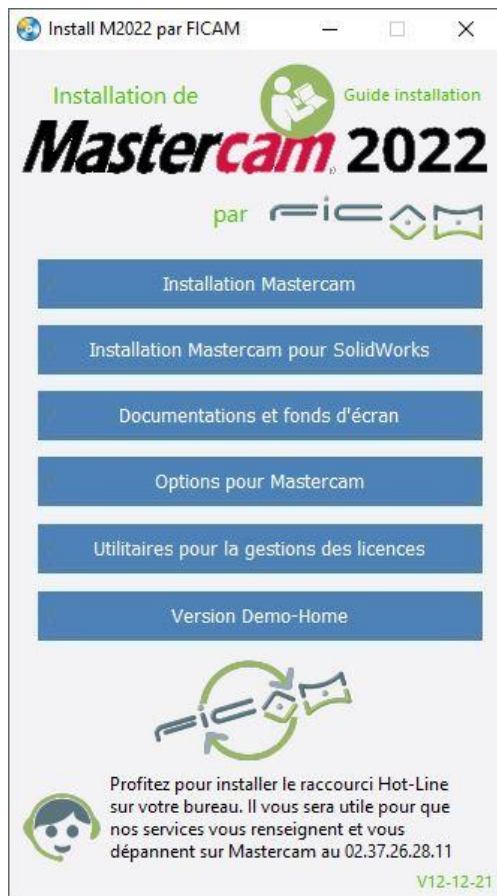 Install M2022 par FICAM
Installation de
Guide installation
Mastercam 2022
par FICAM
Installation Mastercam
Installation Mastercam pour SolidWorks
Documentations et fonds d'écran
Options pour Mastercam
Utilitaires pour la gestions des licences
Version Demo-Home
FICAM
Profitez pour installer le raccourci Hot-Line
sur votre bureau. Il vous sera utile pour que
nos services vous renseignent et vous
dépannent sur Mastercam au 02.37.26.28.11
V12-12-21